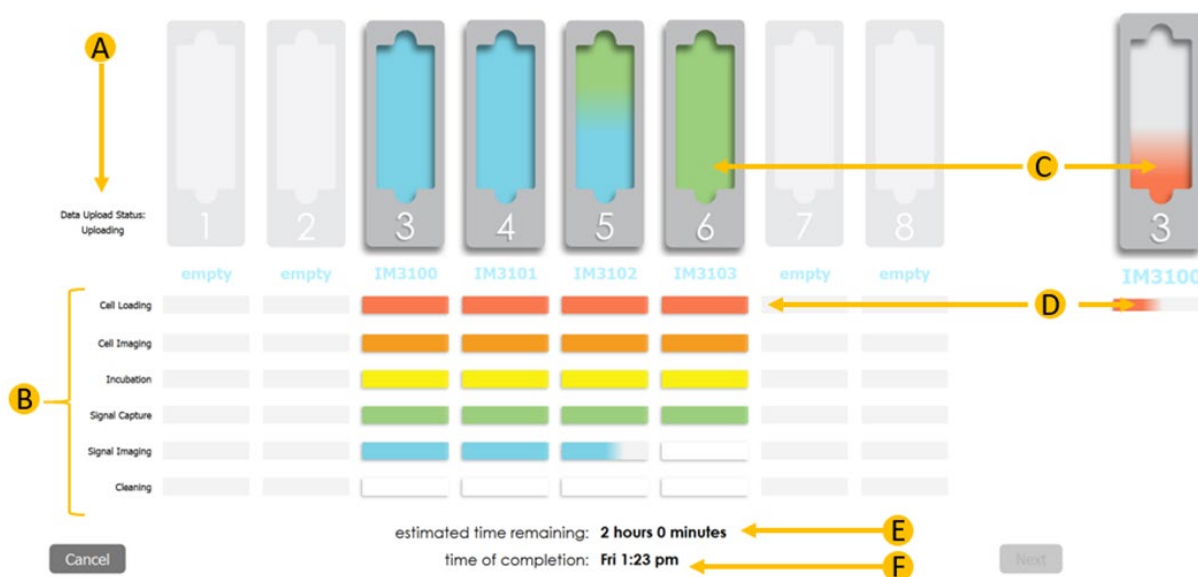 A
C
1 2 3 4 5 6 7 8 3
Data Upload Status:
Uploading
empty empty IM3100 IM3101 IM3102 IM3103 empty empty IM3100
Cell Loading
D
Cell Imaging
Incubation
B
Signal Capture
Signal Imaging
Cleaning
estimated time remaining: 2 hours 0 minutes
E
Cancel
time of completion: Fri 1:23 pm
F
Next